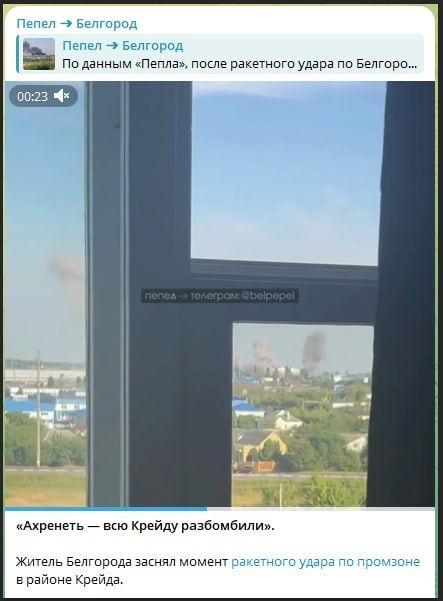 Пепел ➔ Белгород
Пепел ➔ Белгород
По данным «Пепла», после ракетного удара по Белгоро...
00:23
пепел → телеграм:@belpepel
«Ахренеть — всю Крейду разбомбили».
Житель Белгорода заснял момент ракетного удара по промзоне
в районе Крейда.